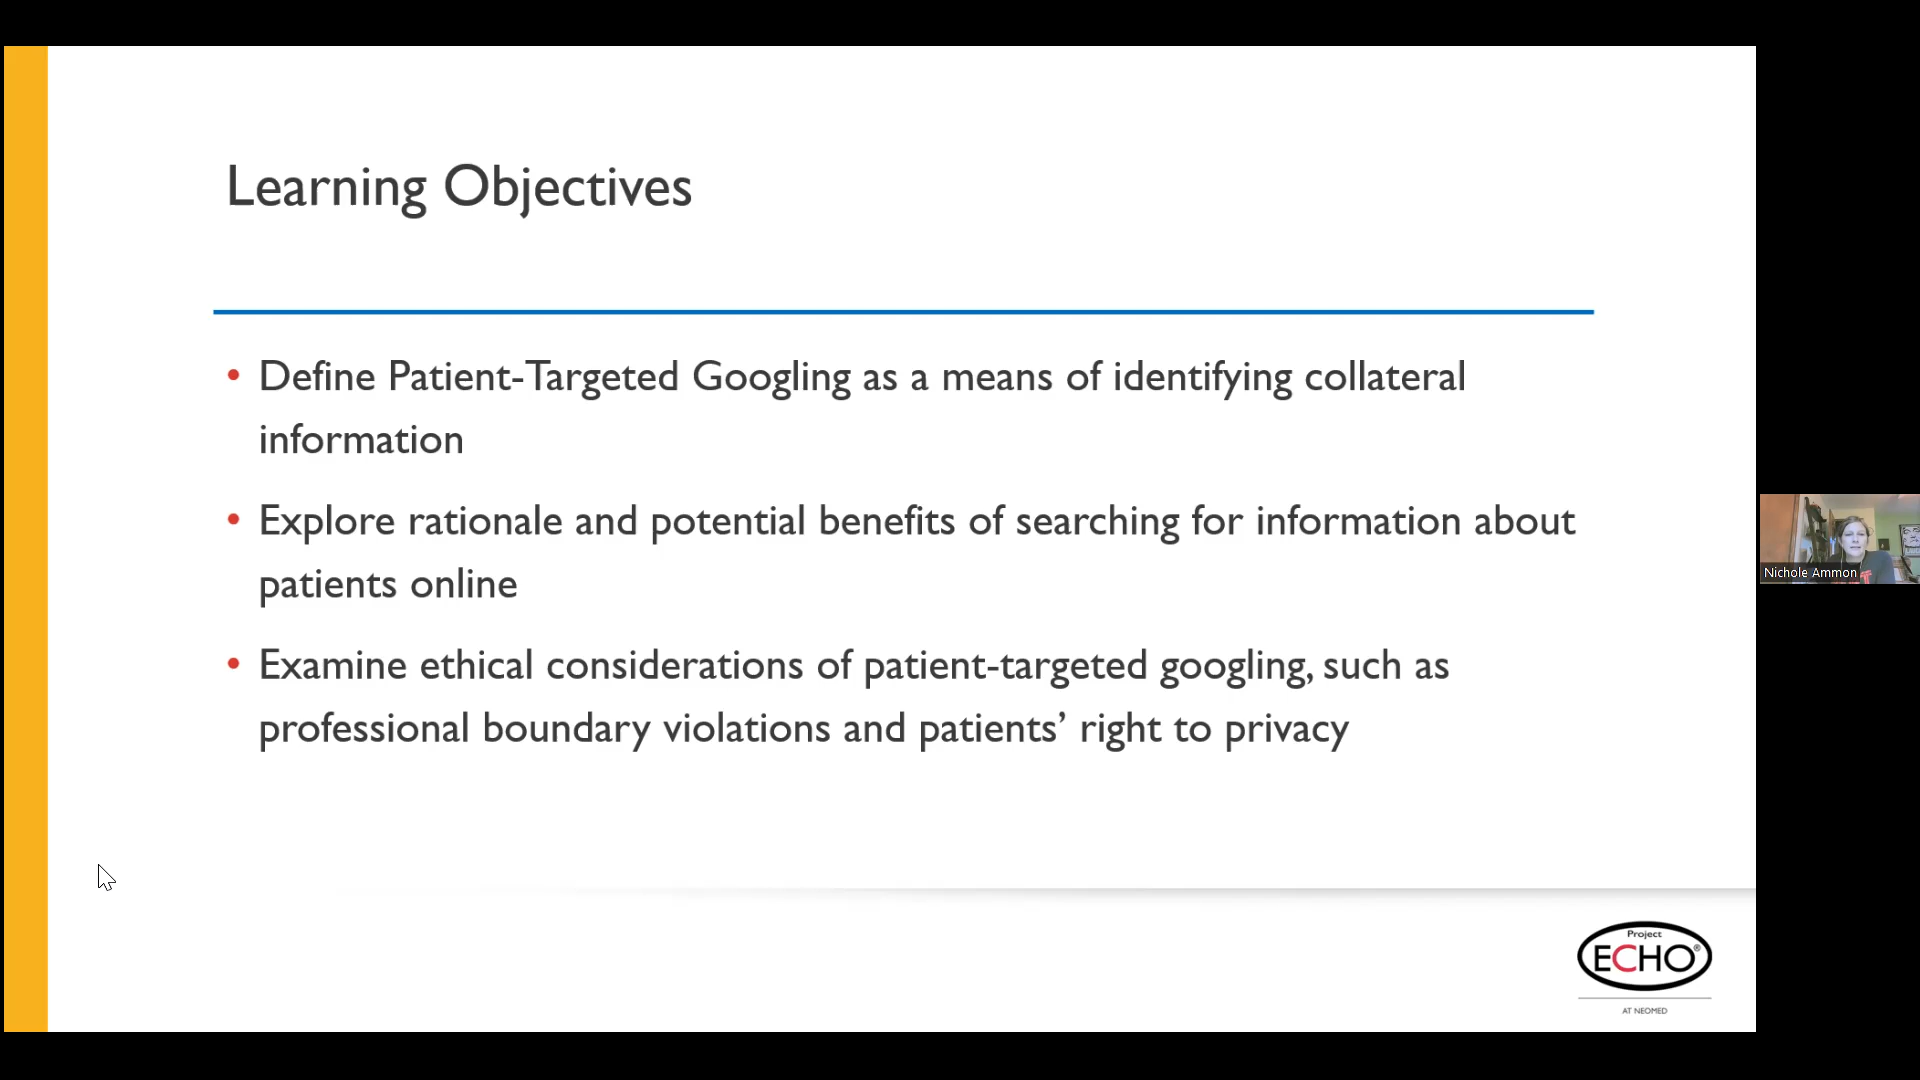 Learning Objectives
• Define Patient-Targeted Googling as a means of identifying collateral
information
• Explore rationale and potential benefits of searching for information about
patients online
• Examine ethical considerations of patient-targeted googling, such as
professional boundary violations and patients’ right to privacy
Nichole Ammon
Project
ECHO®
AT NEOMED